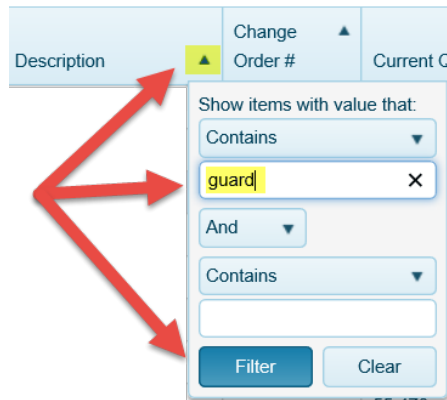 Change
Description
Order #
Current Q
Show items with value that:
Contains
guard
And
Contains
Filter
Clear